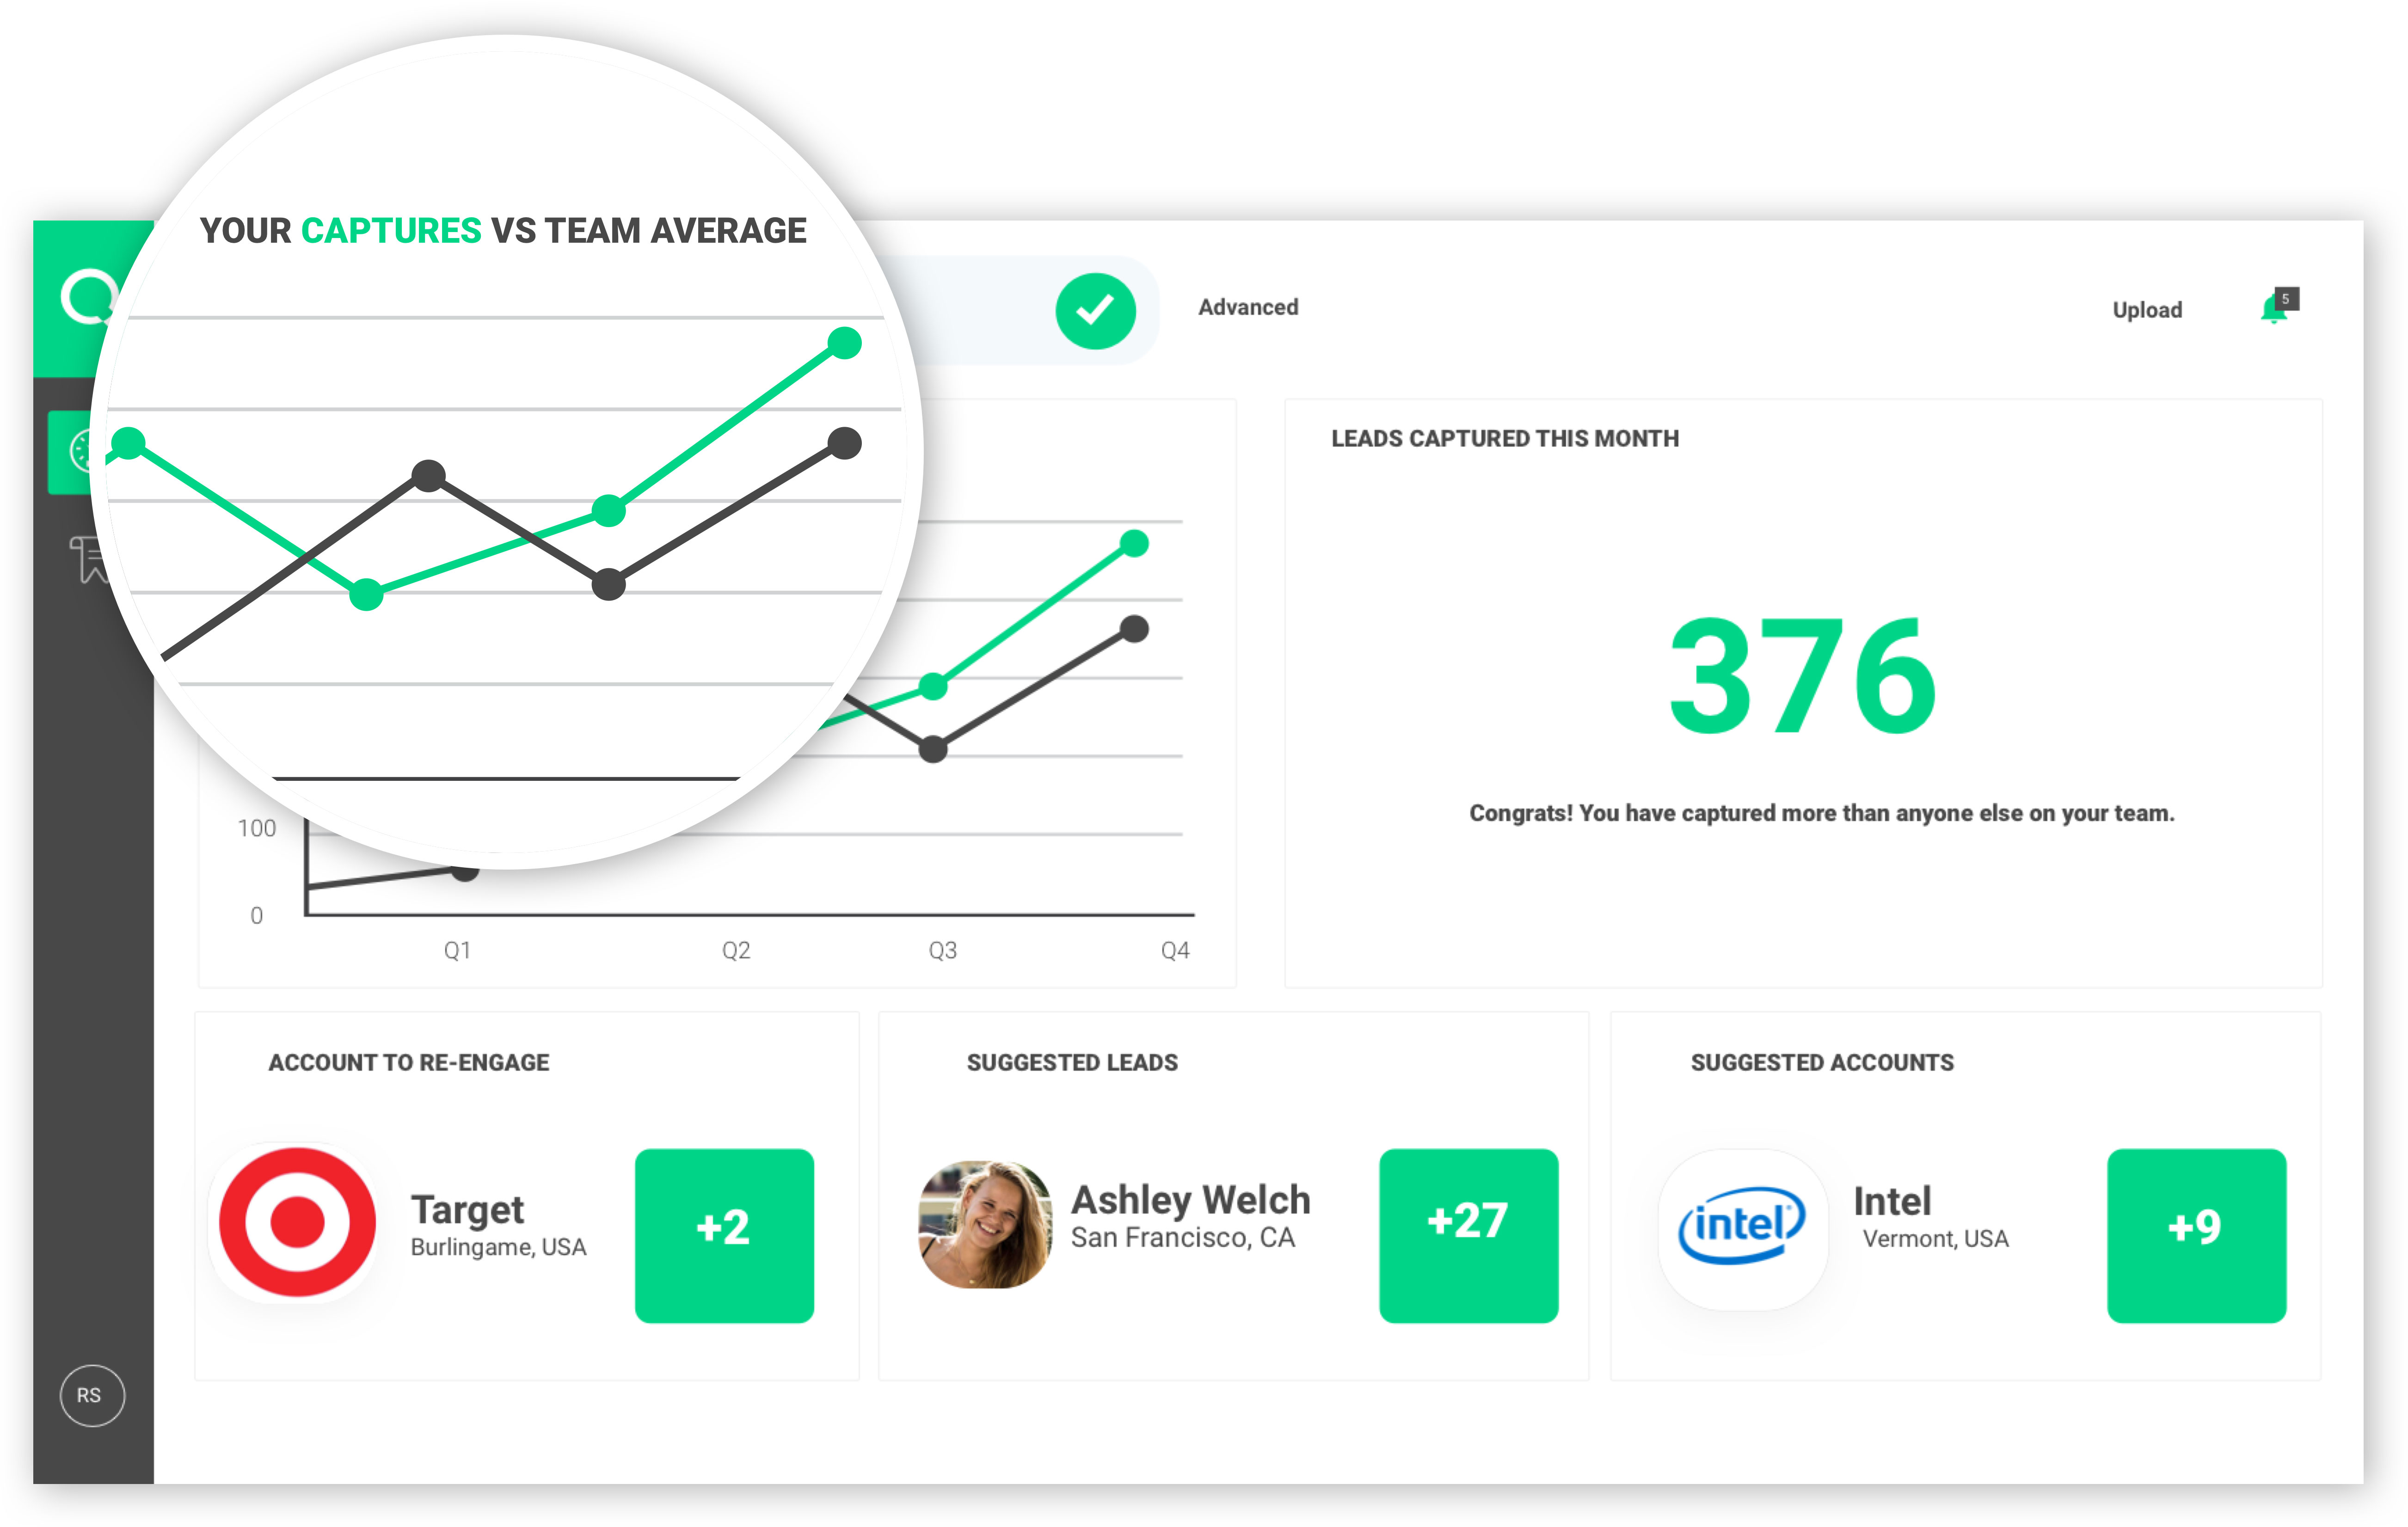 YOUR CAPTURES VS TEAM AVERAGE
Advanced
Upload
5
LEADS CAPTURED THIS MONTH
376
Congrats! You have captured more than anyone else on your team.
100
0
Q1
Q2
Q3
Q4
ACCOUNT TO RE-ENGAGE
Target
Burlingame, USA
+2
SUGGESTED LEADS
Ashley Welch
San Francisco, CA
+27
SUGGESTED ACCOUNTS
intel
Intel
Vermont, USA
+9
RS